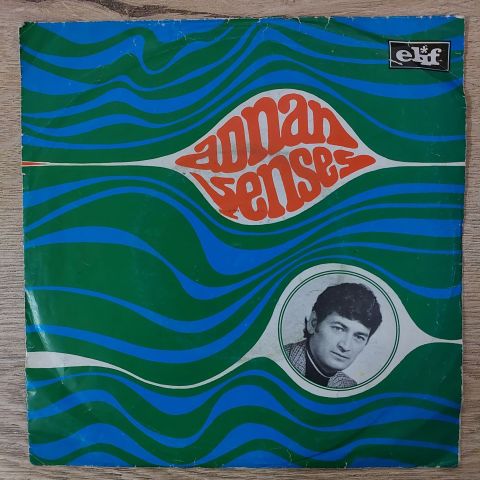 elif
adnan
şenses